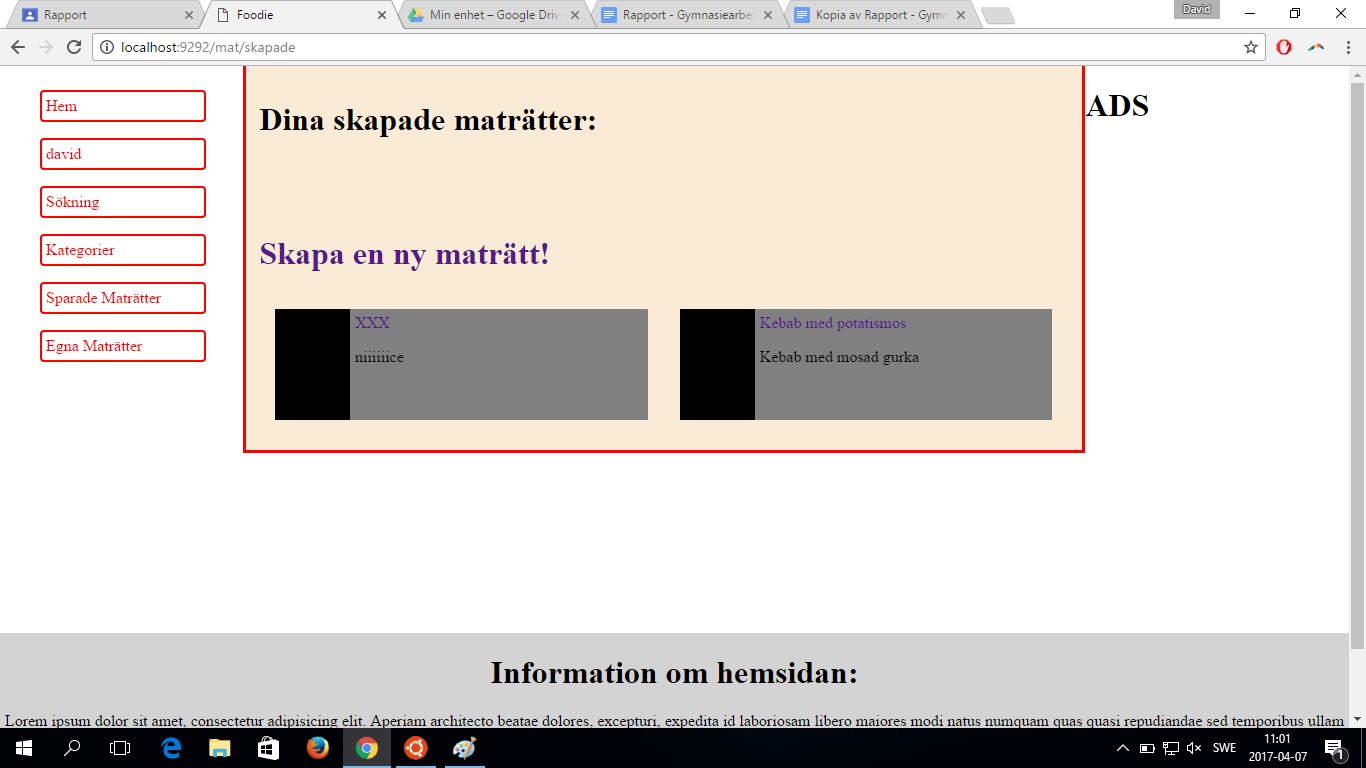 Rapport
Foodie
Min enhet – Google Driv
Rapport - Gymnasiearbet
Kopia av Rapport - Gymn
David
localhost:9292/mat/skapade
Hem
david
Sökning
Kategorier
Sparade Maträtter
Egna Maträtter
Dina skapade maträtter:
Skapa en ny maträtt!
XXX
niiiiiice
Kebab med potatismos
Kebab med mosad gurka
ADS
Information om hemsidan:
Lorem ipsum dolor sit amet, consectetur adipisicing elit. Aperiam architecto beatae dolores, excepturi, expedita id laboriosam libero maiores modi natus numquam quas quasi repudiandae sed temporibus ullam
SWE
11:01
2017-04-07
1